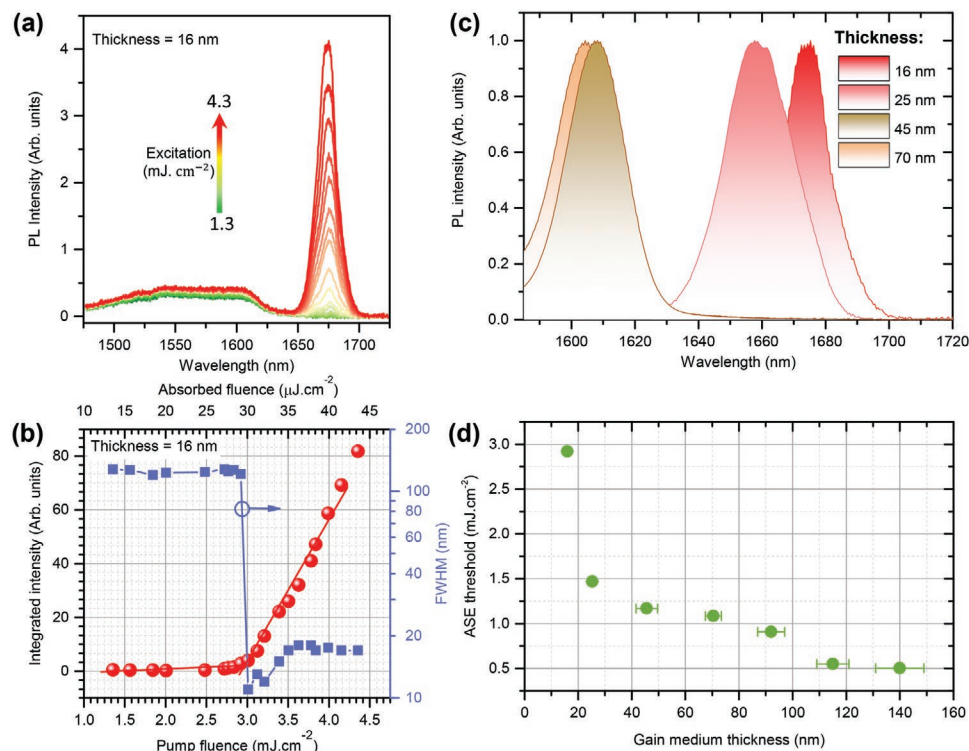 (a)
Thickness = 16 nm
4.3
Excitation
(mJ. cm⁻²)
1.3
PL Intensity (Arb. units)
4
3
2
1
0
1500 1550 1600 1650 1700
Wavelength (nm)
(c)
Thickness:
16 nm
25 nm
45 nm
70 nm
PL intensity (Arb. units)
1.0
0.8
0.6
0.4
0.2
0.0
1600 1620 1640 1660 1680 1700 1720
Wavelength (nm)
(b)
Absorbed fluence (μJ.cm⁻²)
10 15 20 25 30 35 40 45
Thickness = 16 nm
Integrated intensity (Arb. units)
80
60
40
20
0
200
100
80
60
40
20
10
FWHM (nm)
1.0 1.5 2.0 2.5 3.0 3.5 4.0 4.5
Pump fluence (mJ.cm⁻²)
(d)
ASE threshold (mJ.cm⁻²)
3.0
2.5
2.0
1.5
1.0
0.5
0 20 40 60 80 100 120 140 160
Gain medium thickness (nm)